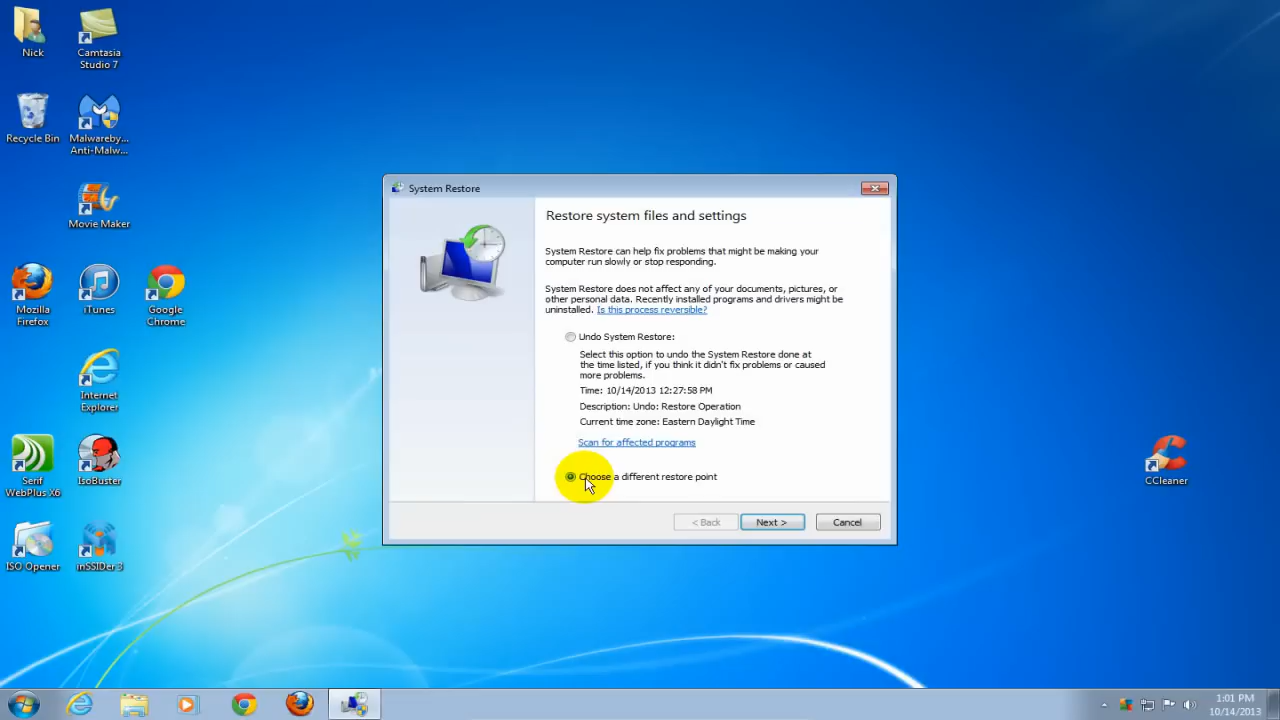 Nick
Camtasia
Studio 7
Recycle Bin
Malwareby...
Anti-Malw...
Movie Maker
Mozilla
Firefox
iTunes
Google
Chrome
Internet
Explorer
Serif
WebPlus X6
IsoBuster
ISO Opener
inSSIDer 3
CCleaner
System Restore
Restore system files and settings
System Restore can help fix problems that might be making your
computer run slowly or stop responding.
System Restore does not affect any of your documents, pictures, or
other personal data. Recently installed programs and drivers might be
uninstalled. Is this process reversible?
Undo System Restore:
Select this option to undo the System Restore done at
the time listed, if you think it didn't fix problems or caused
more problems.
Time: 10/14/2013 12:27:58 PM
Description: Undo: Restore Operation
Current time zone: Eastern Daylight Time
Scan for affected programs
Choose a different restore point
< Back
Next >
Cancel
1:01 PM
10/14/2013